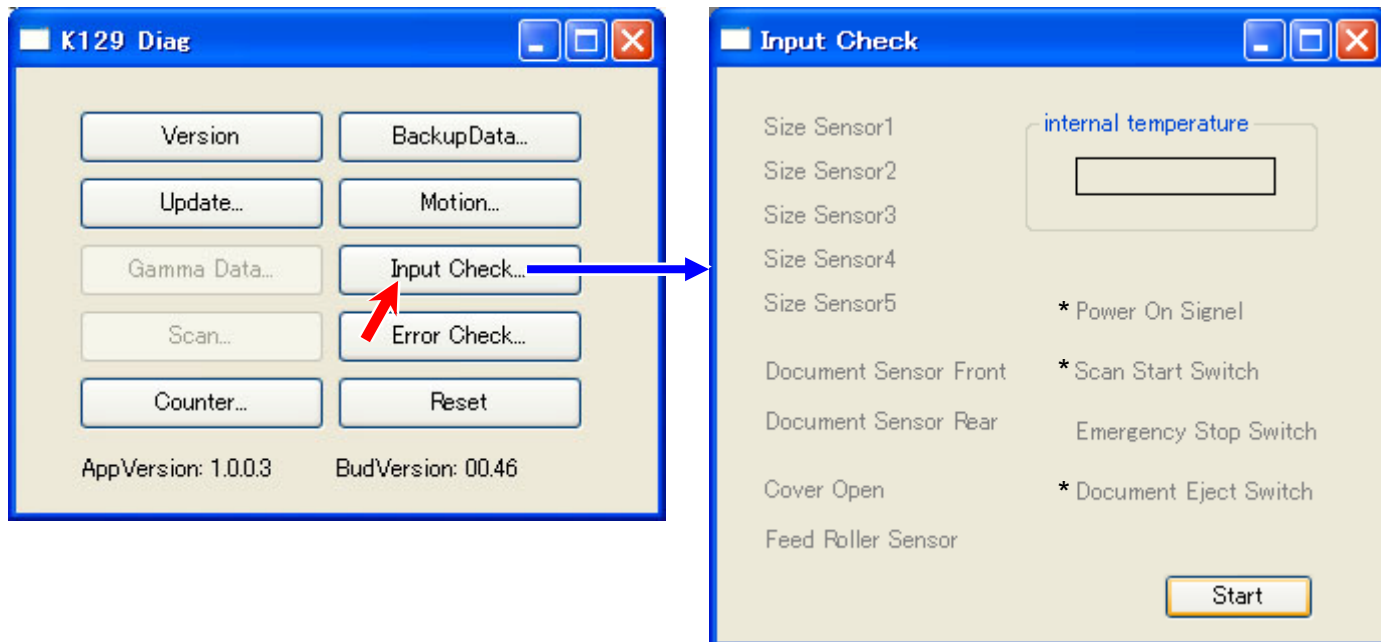 K129 Diag
Version
BackupData...
Update...
Motion...
Gamma Data...
Input Check...
Scan...
Error Check...
Counter...
Reset
AppVersion: 1.0.0.3
BudVersion: 00.46
Input Check
Size Sensor1
internal temperature
Size Sensor2
Size Sensor3
Size Sensor4
Size Sensor5
* Power On Signel
Document Sensor Front
* Scan Start Switch
Document Sensor Rear
Emergency Stop Switch
Cover Open
* Document Eject Switch
Feed Roller Sensor
Start